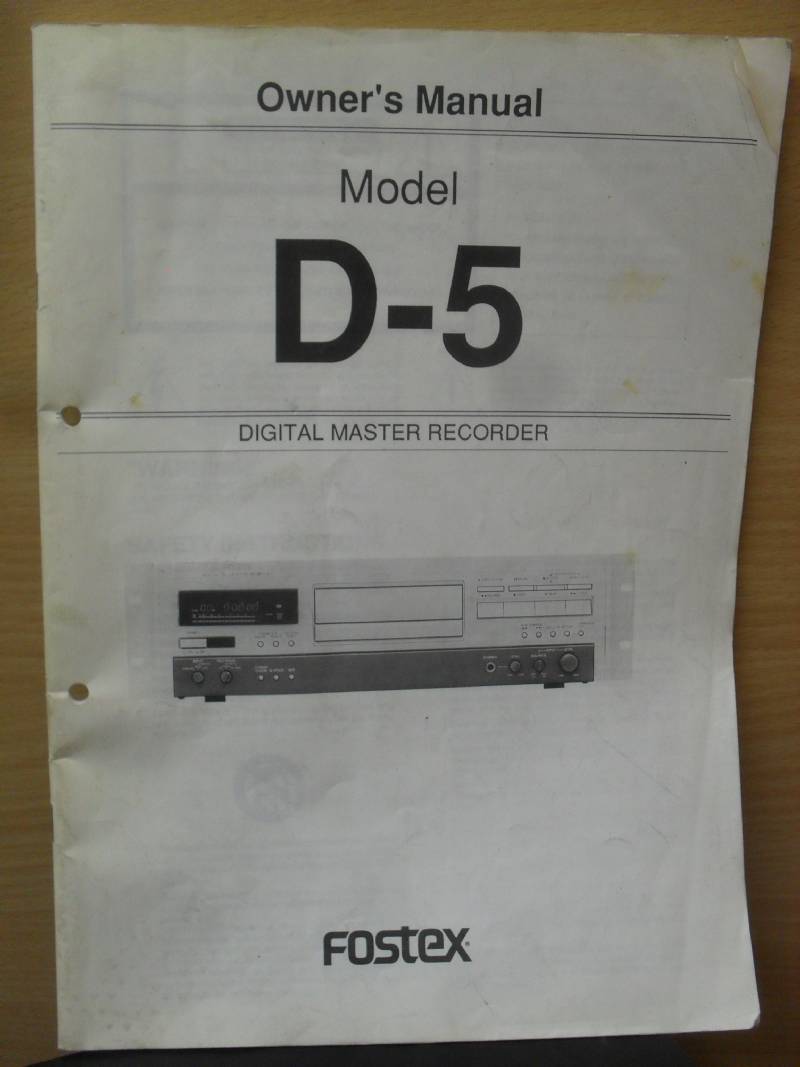 Owner's Manual
Model
D-5
DIGITAL MASTER RECORDER
FOSTEX